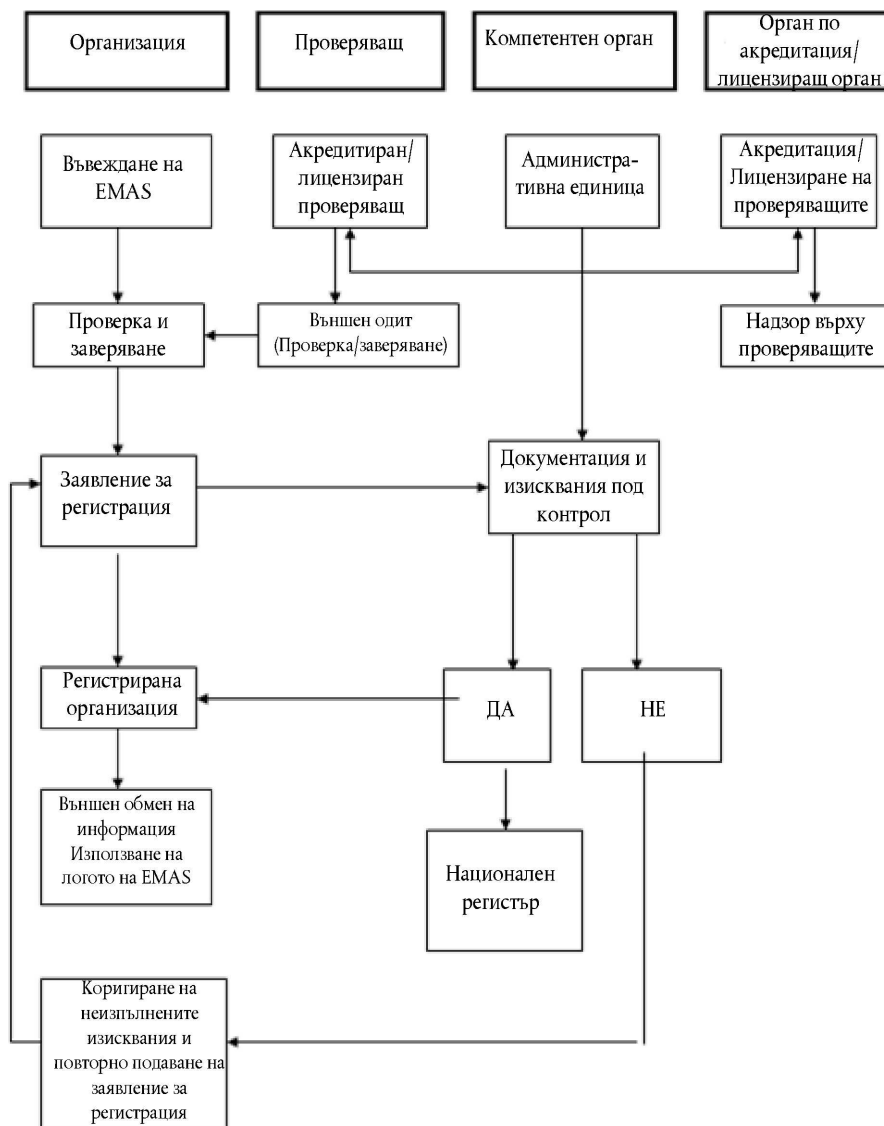 Организация
Проверяващ
Компетентен орган
Орган по
акредитация/
лицензиращ орган
Въвеждане на
EMAS
Акредитиран/
лицензиран
проверяващ
Администра-
тивна единица
Акредитация/
Лицензиране на
проверяващите
Проверка и
заверяване
Външен одит
(Проверка/заверяване)
Надзор върху
проверяващите
Заявление за
регистрация
Документация и
изисквания под
контрол
Регистрирана
организация
ДА
НЕ
Външен обмен на
информация
Използване на
логото на EMAS
Национален
регистър
Коригиране на
неизпълнените
изисквания и
повторно подаване на
заявление за
регистрация